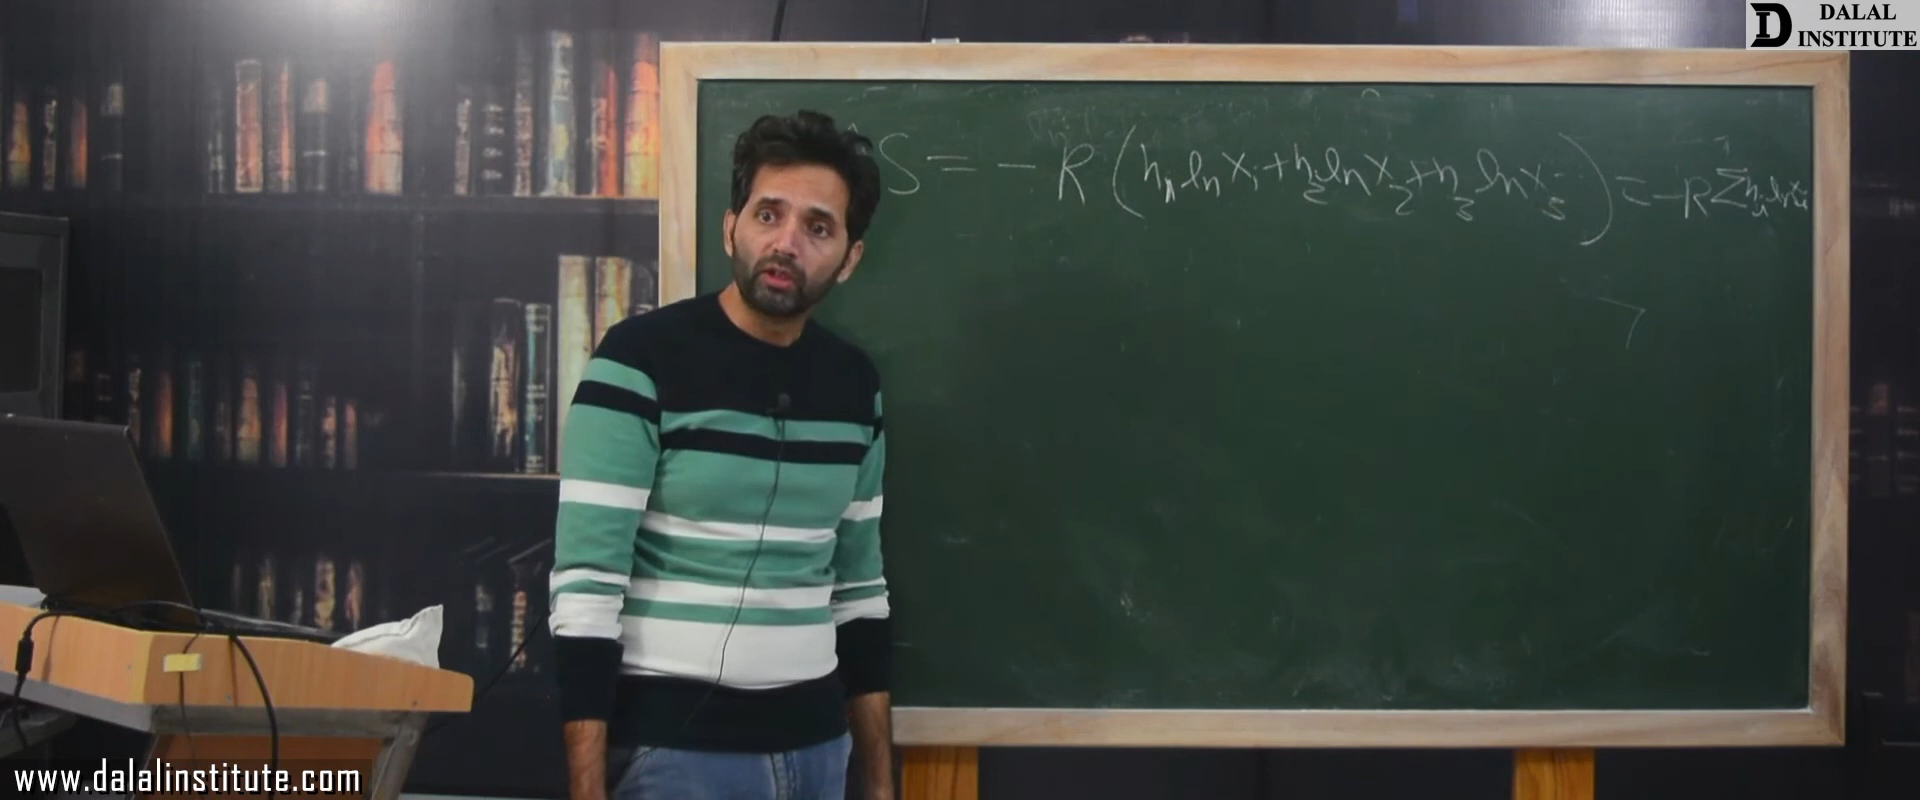 DALAL
INSTITUTE
S = - R (n₁ ln x₁ + n₂ ln x₂ + n₃ ln x₃) = -R Σ nᵢ ln xᵢ
www.dalalinstitute.com